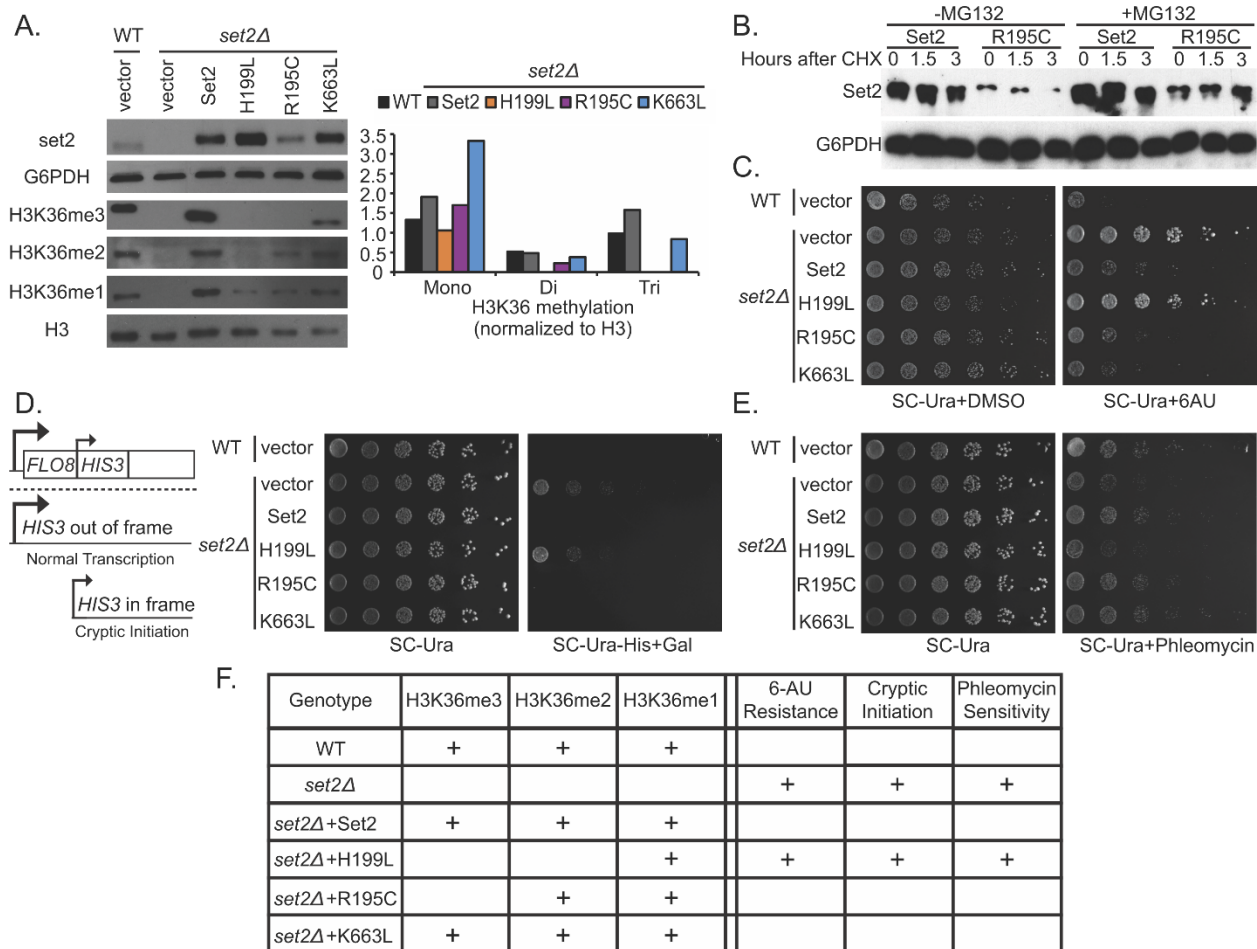 A.
WT set2Δ
vector vector Set2 H199L R195C K663L
set2
G6PDH
H3K36me3
H3K36me2
H3K36me1
H3
set2Δ
WT Set2 H199L R195C K663L
3.5
3.0
2.5
2.0
1.5
1.0
0.5
0
Mono Di Tri
H3K36 methylation
(normalized to H3)
B.
-MG132 +MG132
Set2 R195C Set2 R195C
Hours after CHX 0 1.5 3 0 1.5 3 0 1.5 3 0 1.5 3
Set2
G6PDH
C.
WT vector
set2Δ
vector
Set2
H199L
R195C
K663L
SC-Ura+DMSO SC-Ura+6AU
D.
FLO8 HIS3
HIS3 out of frame
Normal Transcription
HIS3 in frame
Cryptic Initiation
WT vector
set2Δ
vector
Set2
H199L
R195C
K663L
SC-Ura SC-Ura-His+Gal
E.
WT vector
set2Δ
vector
Set2
H199L
R195C
K663L
SC-Ura SC-Ura+Phleomycin
F.
Genotype H3K36me3 H3K36me2 H3K36me1 6-AU Resistance Cryptic Initiation Phleomycin Sensitivity
WT + + +
set2Δ + + +
set2Δ+Set2 + + +
set2Δ+H199L + + + +
set2Δ+R195C + +
set2Δ+K663L + + +